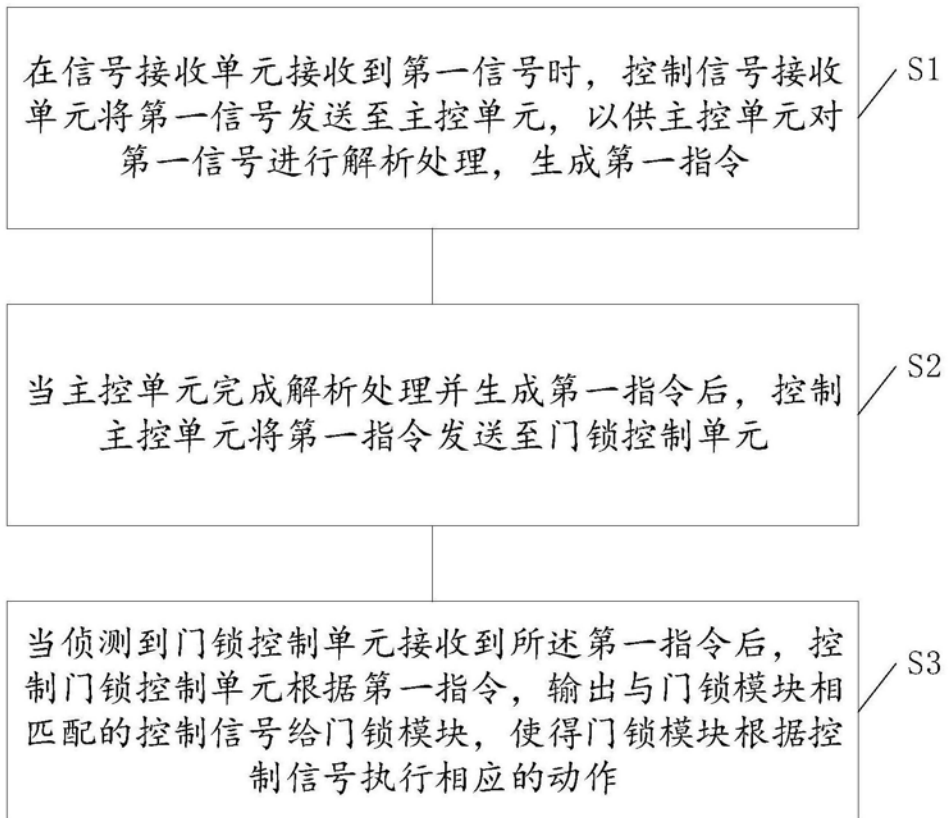 在信号接收单元接收到第一信号时，控制信号接收
单元将第一信号发送至主控单元，以供主控单元对
第一信号进行解析处理，生成第一指令
S1
当主控单元完成解析处理并生成第一指令后，控制
主控单元将第一指令发送至门锁控制单元
S2
当侦测到门锁控制单元接收到所述第一指令后，控
制门锁控制单元根据第一指令，输出与门锁模块相
匹配的控制信号给门锁模块，使得门锁模块根据控
制信号执行相应的动作
S3